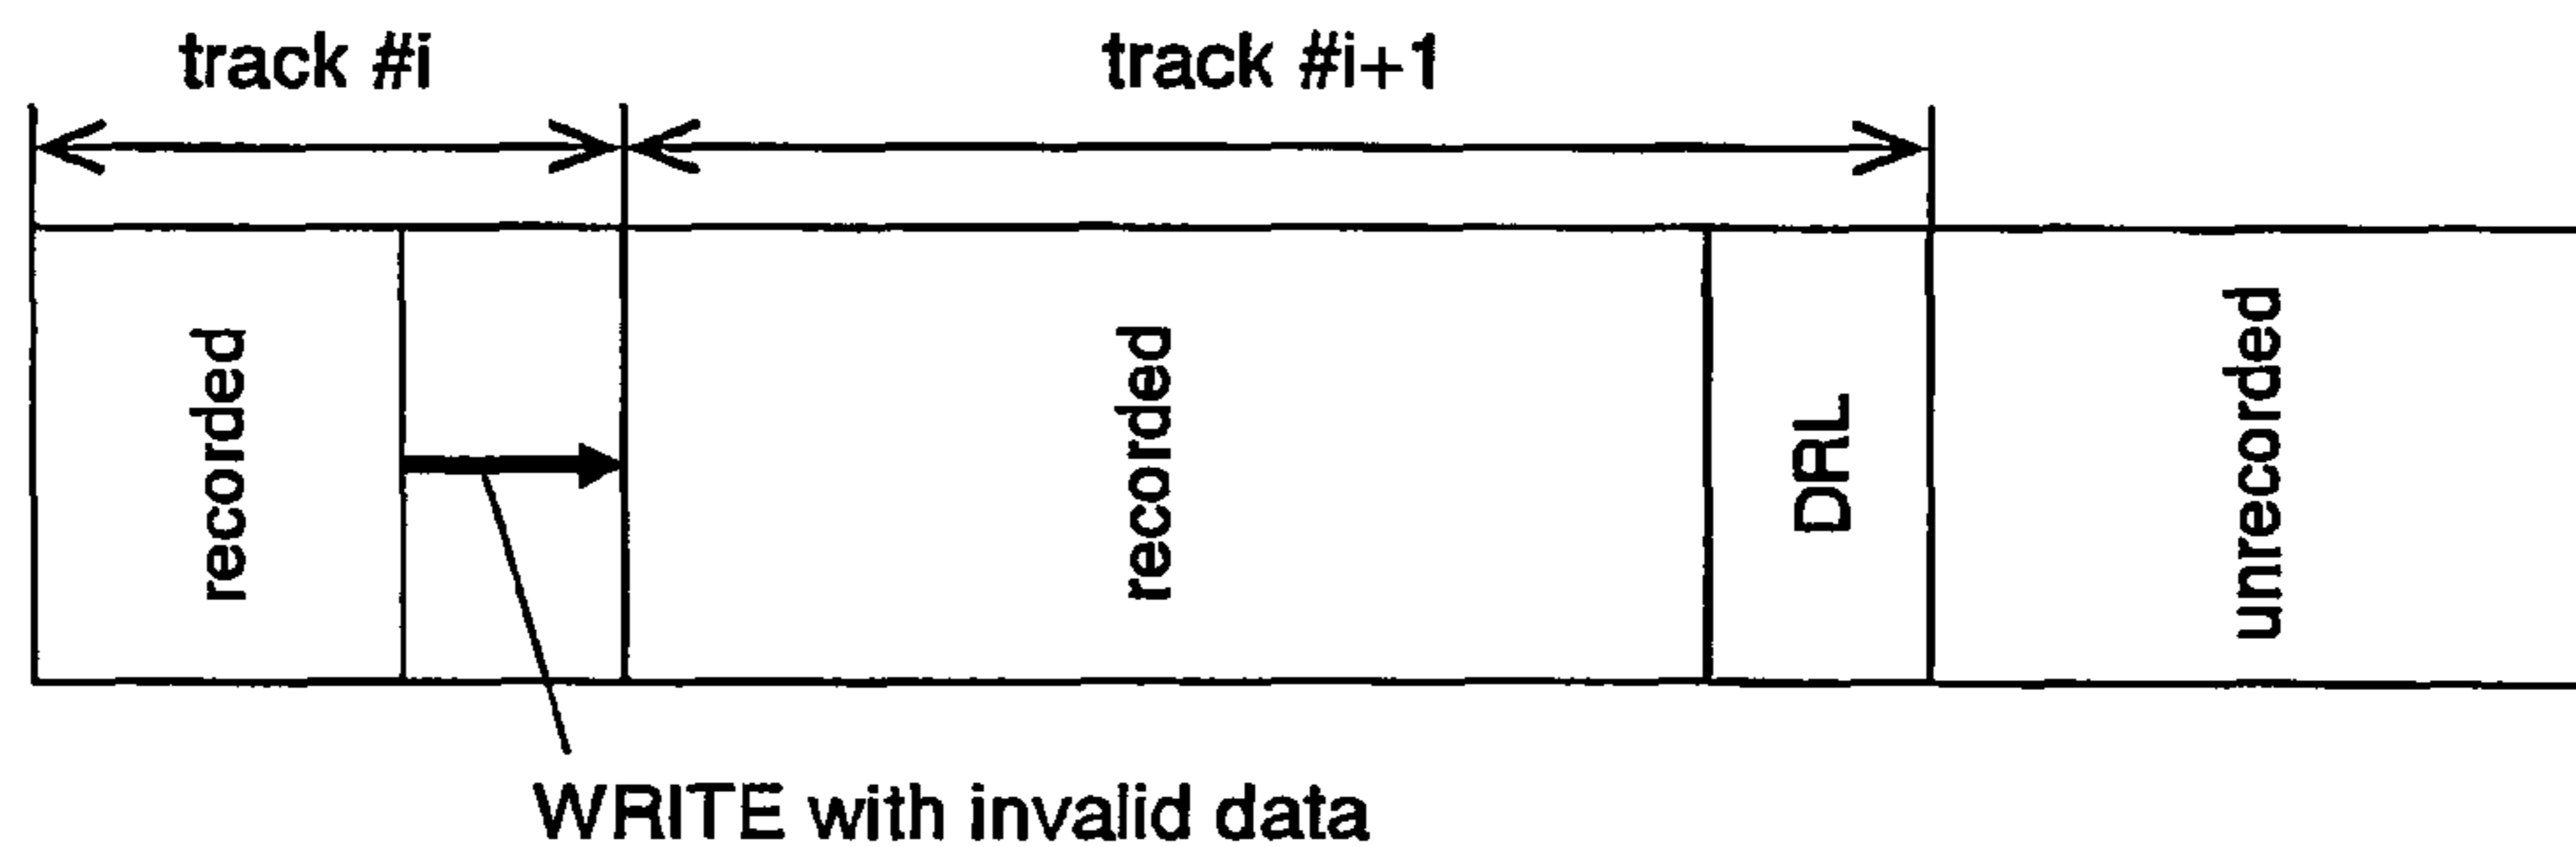 track #i
track #i+1
recorded
recorded
DRL
unrecorded
WRITE with invalid data